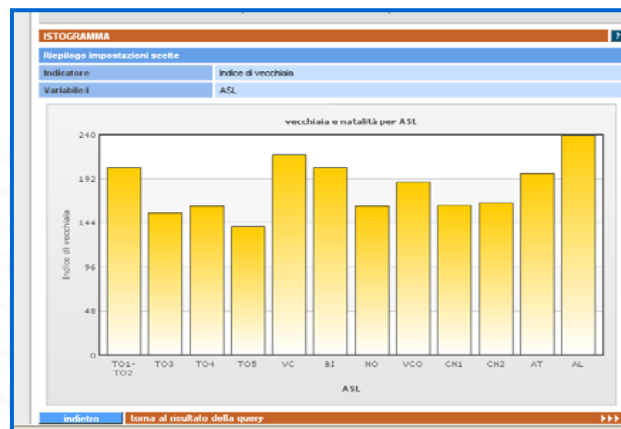 ISTOGRAMMA ?
Riepilogo impostazioni scelte
Indicatore Indice di vecchiaia
Variabile/i ASL
vecchiaia e natalità per ASL
240
192
144
96
48
0
Indice di vecchiaia
TO1-TO2 TO3 TO4 TO5 VC BI NO VCO CN1 CN2 AT AL
ASL
indietro torna al risultato della query